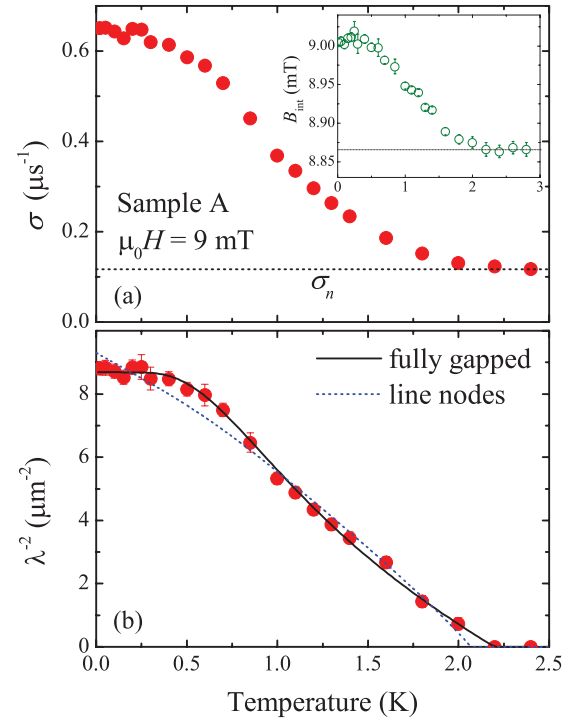 0.6
0.4
0.2
0.0
σ (μs⁻¹)
Sample A
μ₀H = 9 mT
(a)
σₙ
9.00
8.95
8.90
8.85
B_int (mT)
0 1 2 3
8
6
4
2
0
λ⁻² (μm⁻²)
fully gapped
line nodes
(b)
0.0 0.5 1.0 1.5 2.0 2.5
Temperature (K)